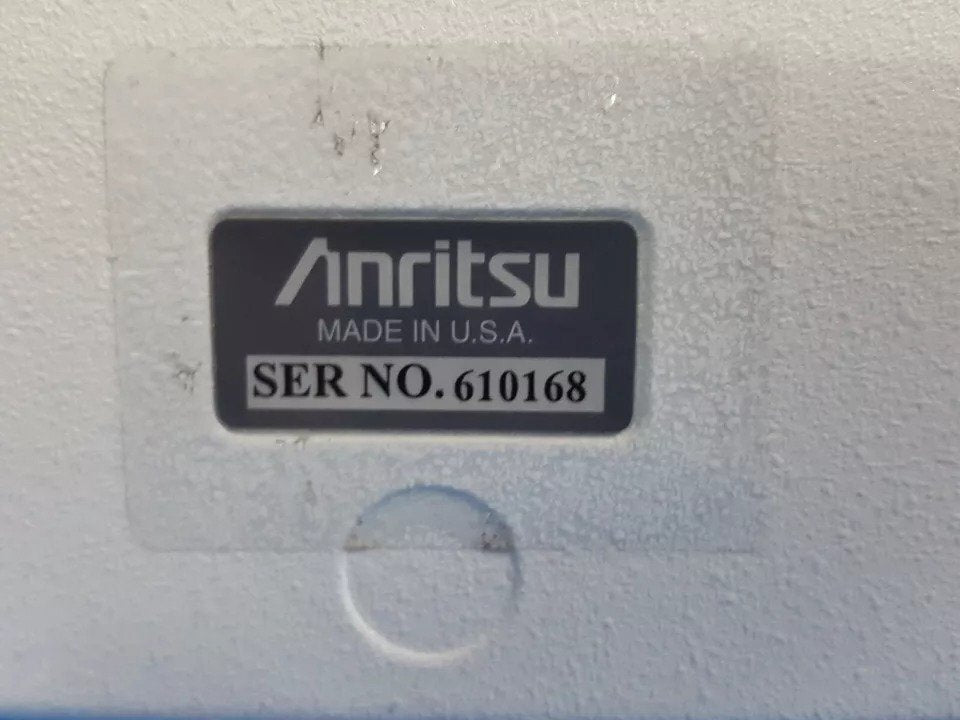 Anritsu
MADE IN U.S.A.
SER NO. 610168